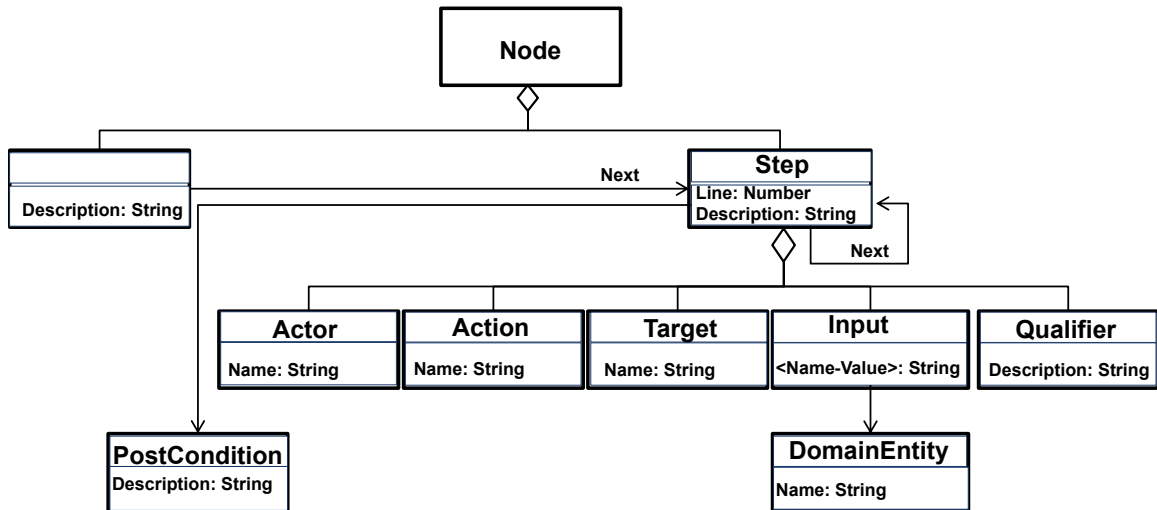 Node
Step
Next
Line: Number
Description: String
Description: String
Next
Actor
Action
Target
Input
Qualifier
Name: String
Name: String
Name: String
<Name-Value>: String
Description: String
PostCondition
Description: String
DomainEntity
Name: String